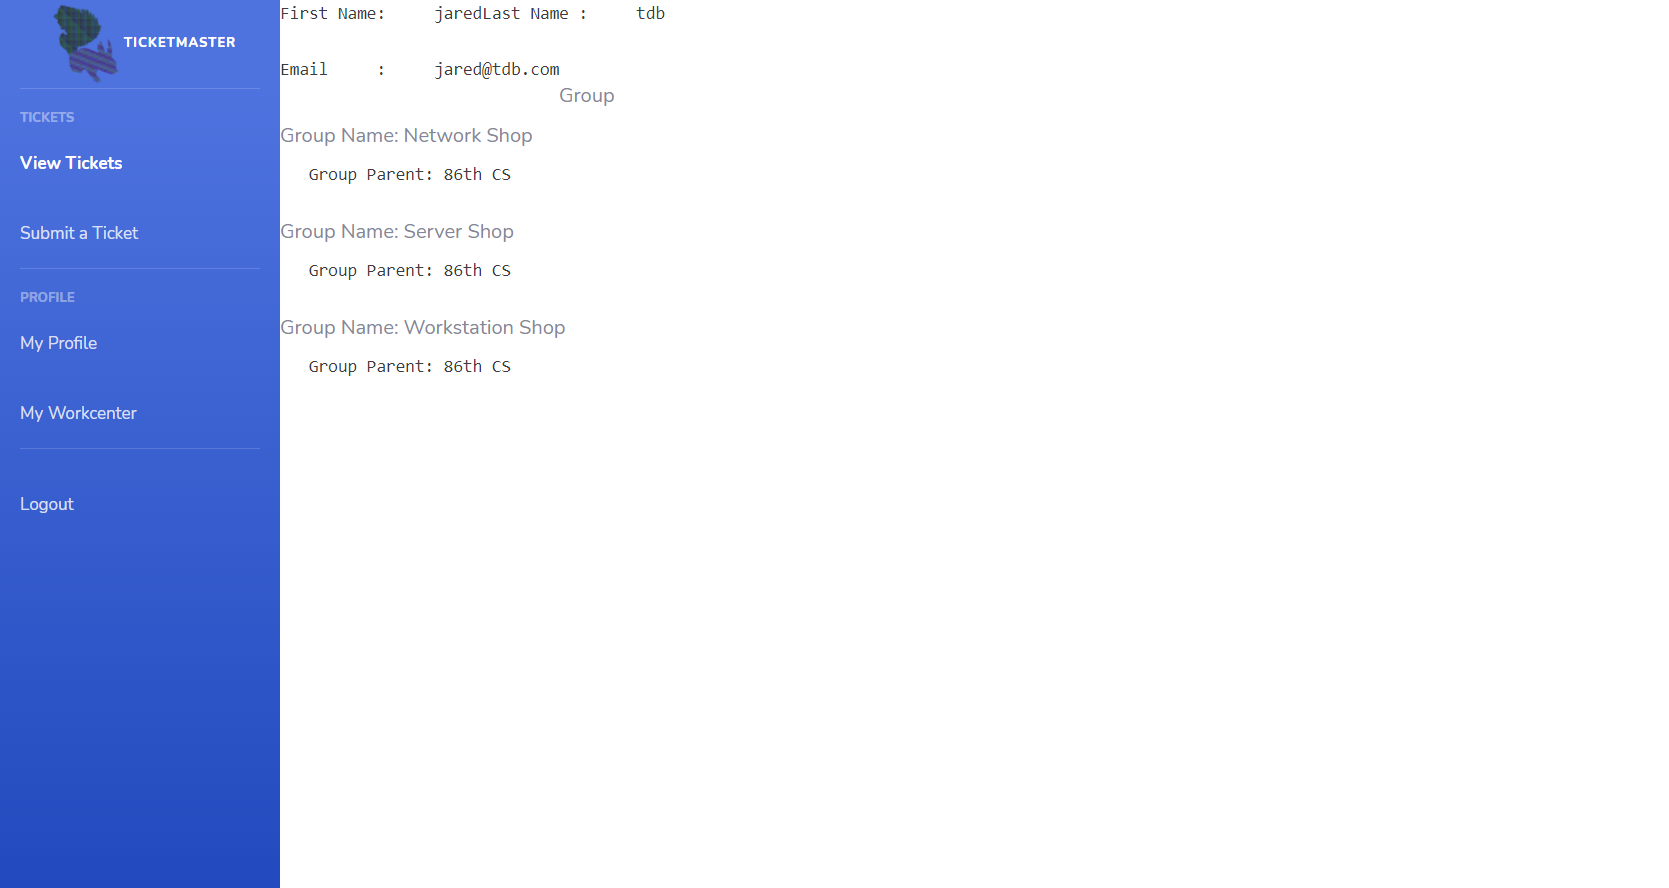 TICKETMASTER
TICKETS
View Tickets
Submit a Ticket
PROFILE
My Profile
My Workcenter
Logout
First Name:     jaredLast Name :     tdb
Email     :     jared@tdb.com
Group
Group Name: Network Shop
Group Parent: 86th CS
Group Name: Server Shop
Group Parent: 86th CS
Group Name: Workstation Shop
Group Parent: 86th CS